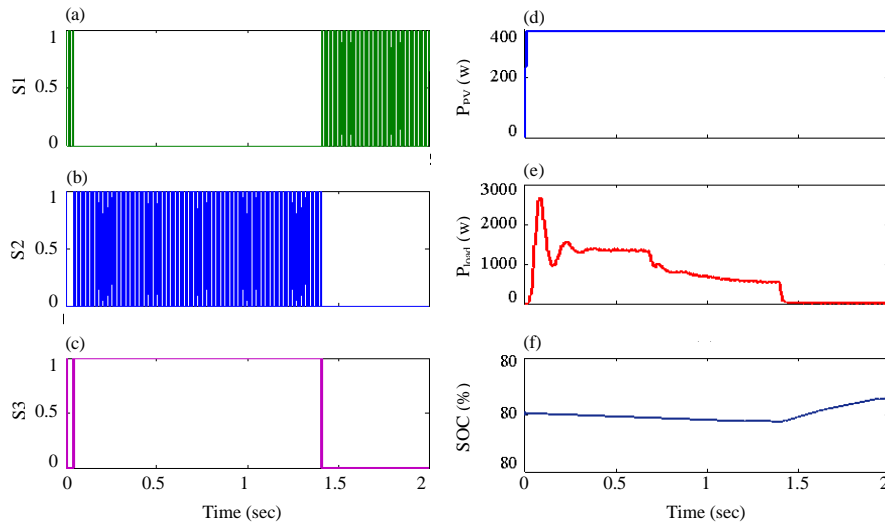 (a)
1
0.5
0
S1
(b)
1
0.5
0
S2
(c)
1
0.5
0
S3
0 0.5 1 1.5 2
Time (sec)
(d)
400
200
0
P_PV (w)
(e)
3000
2000
1000
0
P_load (w)
(f)
80
80
80
SOC (%)
0 0.5 1 1.5 2
Time (sec)